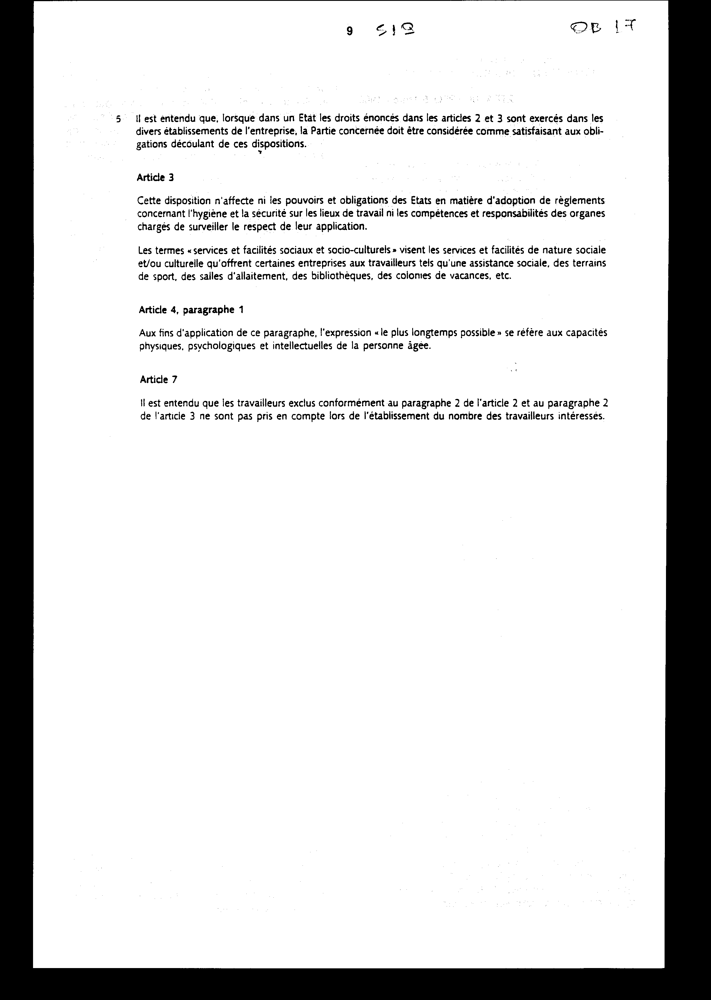 9 519 OB 17
5 Il est entendu que, lorsque dans un Etat les droits énoncés dans les articles 2 et 3 sont exercés dans les
divers établissements de l'entreprise, la Partie concernée doit être considérée comme satisfaisant aux obli-
gations découlant de ces dispositions.
Article 3
Cette disposition n'affecte ni les pouvoirs et obligations des Etats en matière d'adoption de règlements
concernant l'hygiène et la sécurité sur les lieux de travail ni les compétences et responsabilités des organes
chargés de surveiller le respect de leur application.
Les termes « services et facilités sociaux et socio-culturels » visent les services et facilités de nature sociale
et/ou culturelle qu'offrent certaines entreprises aux travailleurs tels qu'une assistance sociale, des terrains
de sport, des salles d'allaitement, des bibliothèques, des colonies de vacances, etc.
Article 4, paragraphe 1
Aux fins d'application de ce paragraphe, l'expression « le plus longtemps possible » se réfère aux capacités
physiques, psychologiques et intellectuelles de la personne âgée.
Article 7
Il est entendu que les travailleurs exclus conformément au paragraphe 2 de l'article 2 et au paragraphe 2
de l'article 3 ne sont pas pris en compte lors de l'établissement du nombre des travailleurs intéressés.